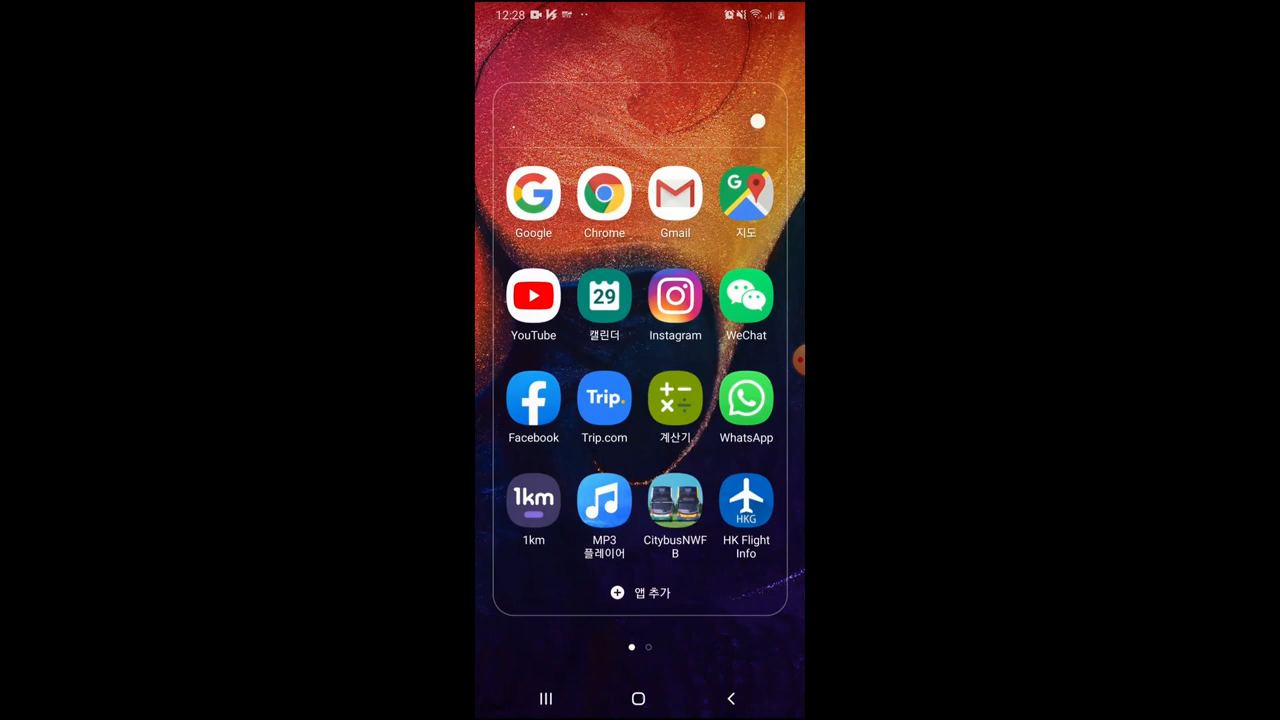 12:28
Google Chrome Gmail 지도
YouTube 캘린더 Instagram WeChat
Facebook Trip.com 계산기 WhatsApp
1km MP3 플레이어 CitybusNWFB HK Flight Info
앱 추가
G
29
Trip.
1km
HKG